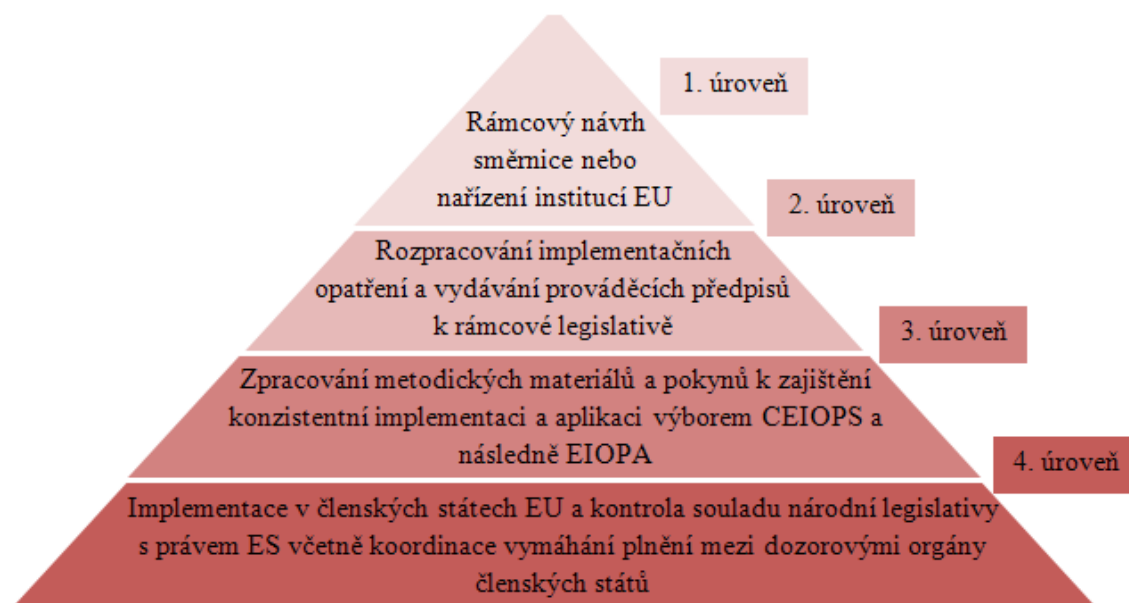 1. úroveň
Rámcový návrh
směrnice nebo
nařízení institucí EU
2. úroveň
Rozpracování implementačních
opatření a vydávání prováděcích předpisů
k rámcové legislativě
3. úroveň
Zpracování metodických materiálů a pokynů k zajištění
konzistentní implementaci a aplikaci výborem CEIOPS a
následně EIOPA
4. úroveň
Implementace v členských státech EU a kontrola souladu národní legislativy
s právem ES včetně koordinace vymáhání plnění mezi dozorovými orgány
členských států